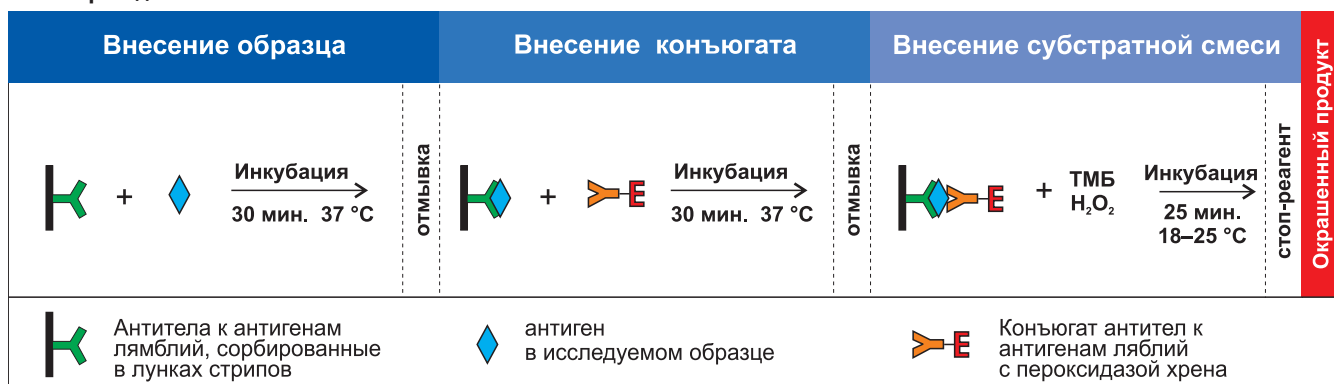 Внесение образца
Внесение конъюгата
Внесение субстратной смеси
Инкубация
30 мин. 37 °C
отмывка
Инкубация
30 мин. 37 °C
отмывка
E
+
+
E
+
ТМБ
H₂O₂
Инкубация
25 мин.
18–25 °C
стоп-реагент
Окрашенный продукт
Антитела к антигенам
лямблий, сорбированные
в лунках стрипов
антиген
в исследуемом образце
E
Конъюгат антител к
антигенам ляблий
с пероксидазой хрена